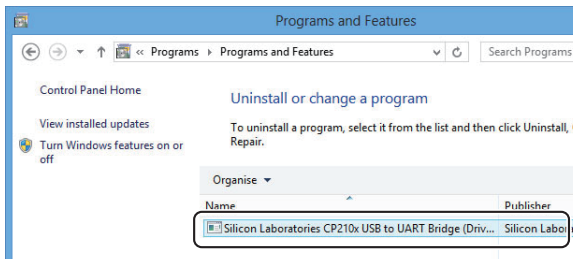 Programs and Features
« Programs ▸ Programs and Features
Search Programs
Control Panel Home
View installed updates
Turn Windows features on or
off
Uninstall or change a program
To uninstall a program, select it from the list and then click Uninstall,
Repair.
Organise
Name Publisher
Silicon Laboratories CP210x USB to UART Bridge (Driv... Silicon Labor